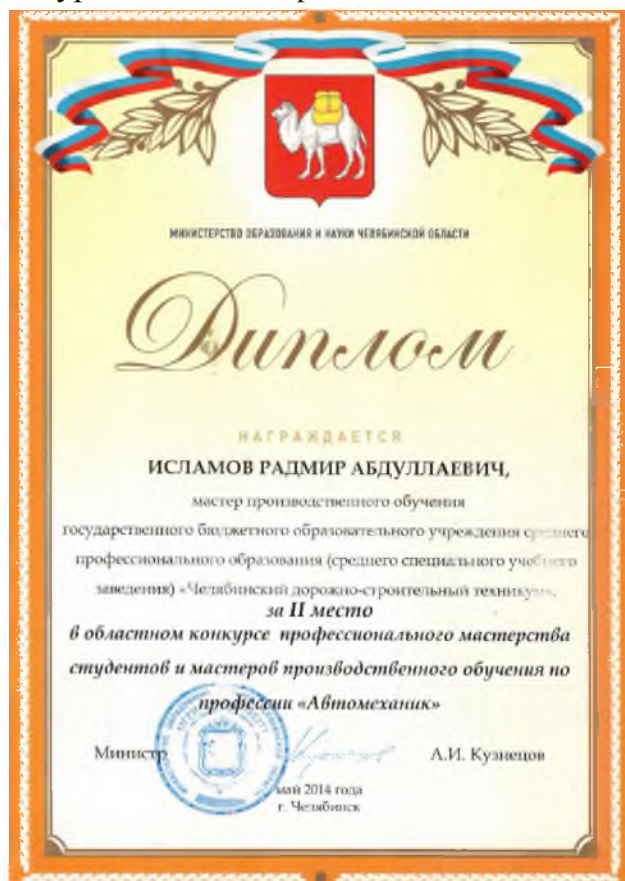 МИНИСТЕРСТВО ОБРАЗОВАНИЯ И НАУКИ ЧЕЛЯБИНСКОЙ ОБЛАСТИ
Диплом
НАГРАЖДАЕТСЯ
ИСЛАМОВ РАДМИР АБДУЛЛАЕВИЧ,
мастер производственного обучения
государственного бюджетного образовательного учреждения среднего
профессионального образования (среднего специального учебного
заведения) «Челябинский дорожно-строительный техникум».
за II место
в областном конкурсе профессионального мастерства
студентов и мастеров производственного обучения по
профессии «Автомеханик»
Министр А.И. Кузнецов
май 2014 года
г. Челябинск